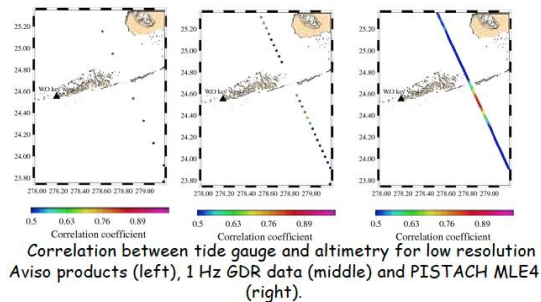 25.20
25.00
24.80
24.60
24.40
24.20
24.00
23.80
278.00 278.20 278.40 278.60 278.80 279.00
0.5 0.63 0.76 0.89
Correlation coefficient
25.20
25.00
24.80
24.60
24.40
24.20
24.00
23.80
278.00 278.20 278.40 278.60 278.80 279.00
0.5 0.63 0.76 0.89
Correlation coefficient
25.20
25.00
24.80
24.60
24.40
24.20
24.00
23.80
278.00 278.20 278.40 278.60 278.80 279.00
0.5 0.63 0.76 0.89
Correlation coefficient
Correlation between tide gauge and altimetry for low resolution
Aviso products (left), 1 Hz GDR data (middle) and PISTACH MLE4
(right).